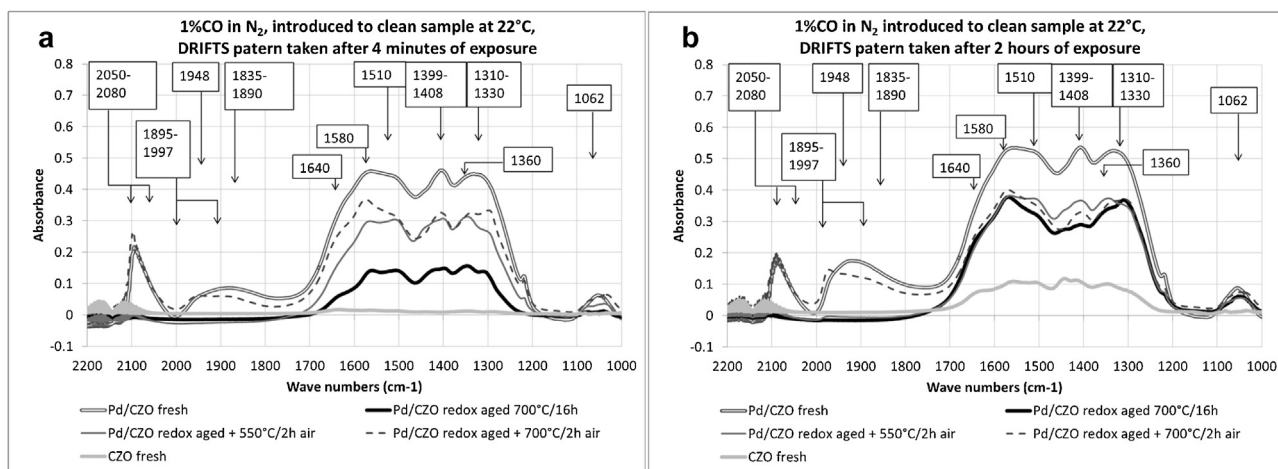 a
1%CO in N2, introduced to clean sample at 22°C,
DRIFTS patern taken after 4 minutes of exposure
2050-
2080
1895-
1997
1948
1835-
1890
1640
1580
1510
1399-
1408
1310-
1330
1360
1062
Absorbance
0.8
0.7
0.6
0.5
0.4
0.3
0.2
0.1
0
-0.1
2200 2100 2000 1900 1800 1700 1600 1500 1400 1300 1200 1100 1000
Wave numbers (cm-1)
Pd/CZO fresh
Pd/CZO redox aged 700°C/16h
Pd/CZO redox aged + 550°C/2h air
Pd/CZO redox aged + 700°C/2h air
CZO fresh
b
1%CO in N2, introduced to clean sample at 22°C,
DRIFTS patern taken after 2 hours of exposure
2050-
2080
1895-
1997
1948
1835-
1890
1640
1580
1510
1399-
1408
1310-
1330
1360
1062
Absorbance
0.8
0.7
0.6
0.5
0.4
0.3
0.2
0.1
0
-0.1
2200 2100 2000 1900 1800 1700 1600 1500 1400 1300 1200 1100 1000
Wave numbers (cm-1)
Pd/CZO fresh
Pd/CZO redox aged 700°C/16h
Pd/CZO redox aged + 550°C/2h air
Pd/CZO redox aged + 700°C/2h air
CZO fresh